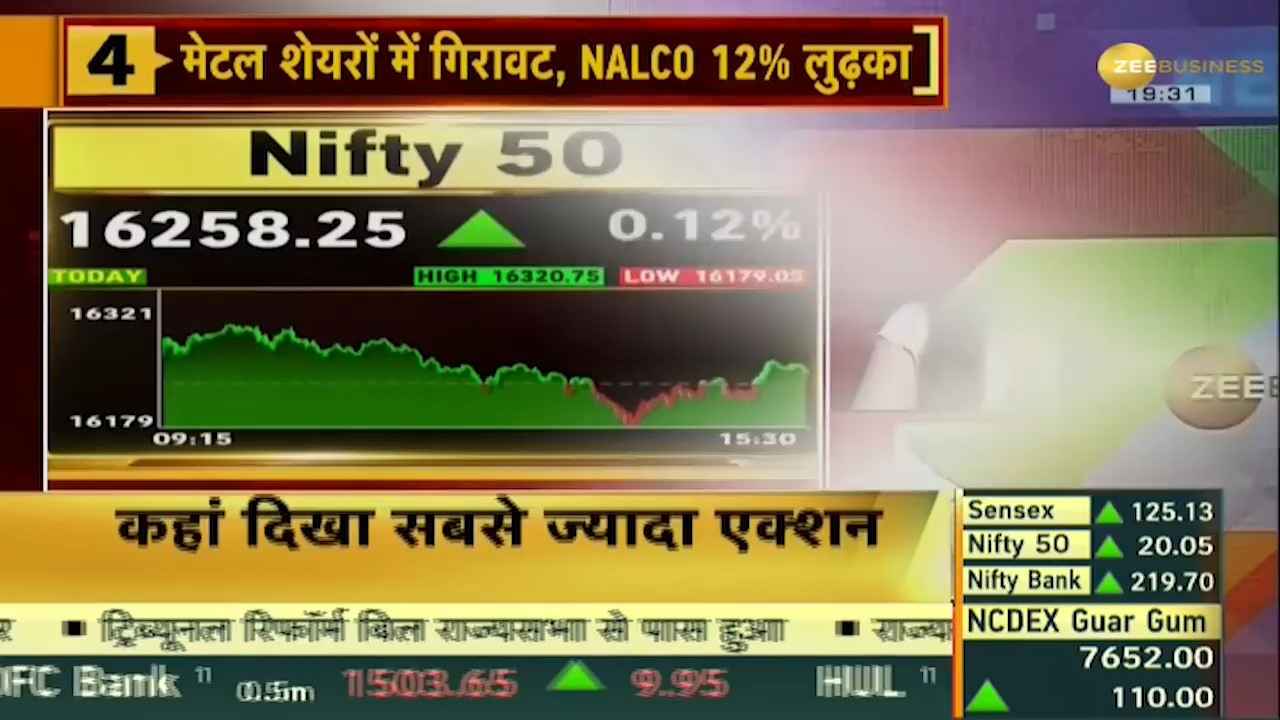 4 मेटल शेयरों में गिरावट, NALCO 12% लुढ़का
ZEEBUSINESS
19:31
Nifty 50
16258.25 0.12%
TODAY HIGH 16320.75 LOW 16179.05
16321
16179
09:15 15:30
ZEE
कहां दिखा सबसे ज्यादा एक्शन
Sensex 125.13
Nifty 50 20.05
Nifty Bank 219.70
NCDEX Guar Gum
7652.00
110.00
ट्रिब्यूनल रिफॉर्म बिल राज्यसभा से पास हुआ
Bank 11 0.5m 1503.65 9.95 HUL 11